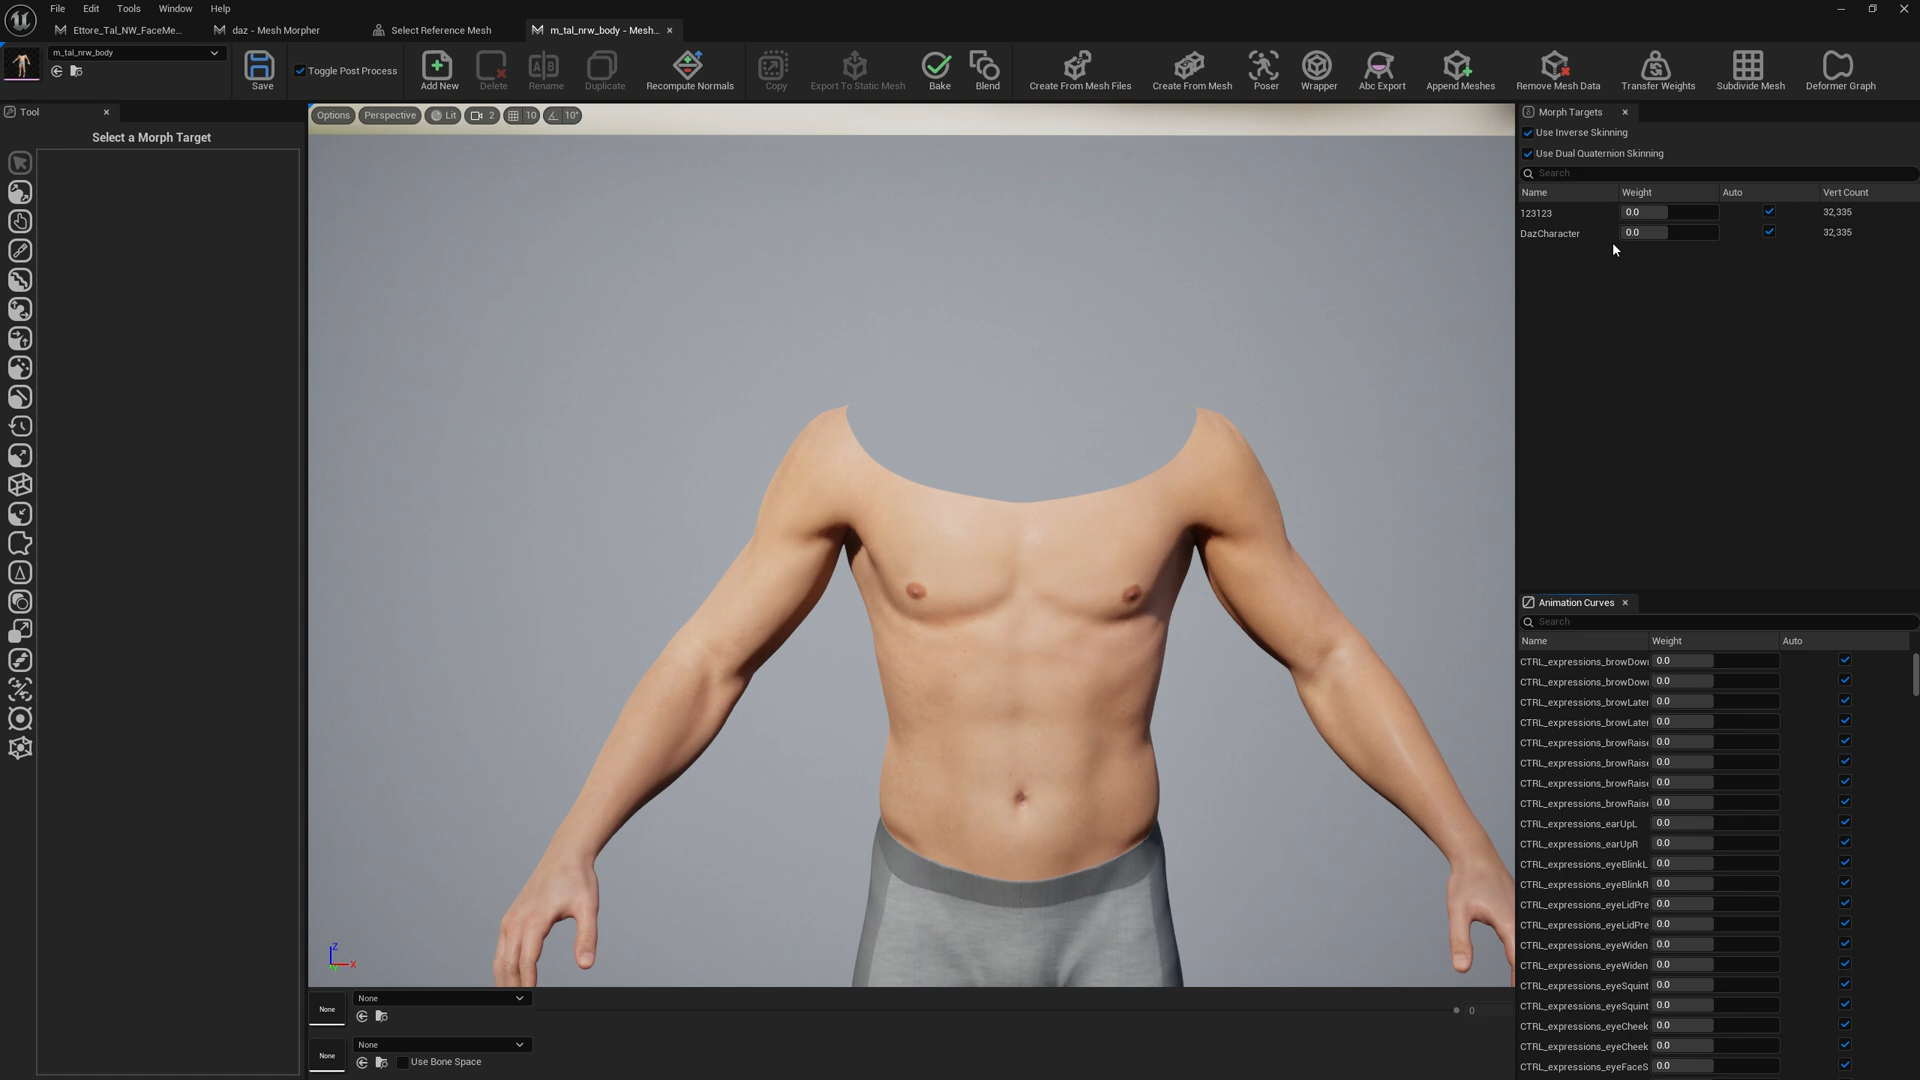 File Edit Tools Window Help
Ettore_Tal_NW_FaceMe... daz - Mesh Morpher Select Reference Mesh m_tal_nrw_body - Mesh...
m_tal_nrw_body
Save
Toggle Post Process
Add New Delete Rename Duplicate Recompute Normals Copy Export To Static Mesh Bake Blend Create From Mesh Files Create From Mesh Poser Wrapper Abc Export Append Meshes Remove Mesh Data Transfer Weights Subdivide Mesh Deformer Graph
Tool
Select a Morph Target
Options Perspective Lit 2 10 10°
Z
X
None
None
0
None
None
Use Bone Space
Morph Targets
Use Inverse Skinning
Use Dual Quaternion Skinning
Search
Name Weight Auto Vert Count
123123 0.0 32,335
DazCharacter 0.0 32,335
Animation Curves
Search
Name Weight Auto
CTRL_expressions_browDown 0.0
CTRL_expressions_browDown 0.0
CTRL_expressions_browLater 0.0
CTRL_expressions_browLater 0.0
CTRL_expressions_browRaise 0.0
CTRL_expressions_browRaise 0.0
CTRL_expressions_browRaise 0.0
CTRL_expressions_browRaise 0.0
CTRL_expressions_earUpL 0.0
CTRL_expressions_earUpR 0.0
CTRL_expressions_eyeBlinkL 0.0
CTRL_expressions_eyeBlinkR 0.0
CTRL_expressions_eyeLidPre 0.0
CTRL_expressions_eyeLidPre 0.0
CTRL_expressions_eyeWiden 0.0
CTRL_expressions_eyeWiden 0.0
CTRL_expressions_eyeSquint 0.0
CTRL_expressions_eyeSquint 0.0
CTRL_expressions_eyeCheek 0.0
CTRL_expressions_eyeCheek 0.0
CTRL_expressions_eyeFaceS 0.0